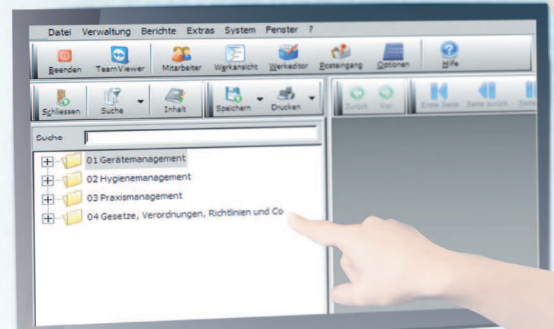 Datei Verwaltung Berichte Extras System Fenster ?
Beenden TeamViewer Mitarbeiter Werkansicht Werkeditor Posteingang Optionen Hilfe
Schliessen Suche Inhalt Speichern Drucken Zurück Vor Erste Seite Seite zurück Seite
Suche
01 Gerätemanagement
02 Hygienemanagement
03 Praxismanagement
04 Gesetze, Verordnungen, Richtlinien und Co